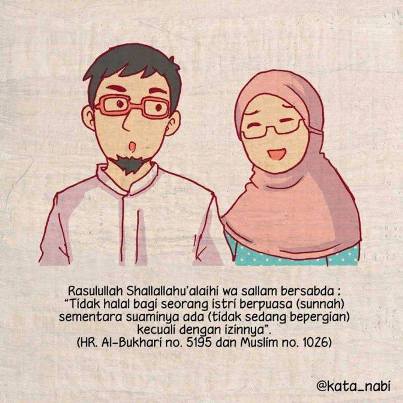 Rasulullah Shallallahu'alaihi wa sallam bersabda :
"Tidak halal bagi seorang istri berpuasa (sunnah)
sementara suaminya ada (tidak sedang bepergian)
kecuali dengan izinnya".
(HR. Al-Bukhari no. 5195 dan Muslim no. 1026)
@kata_nabi